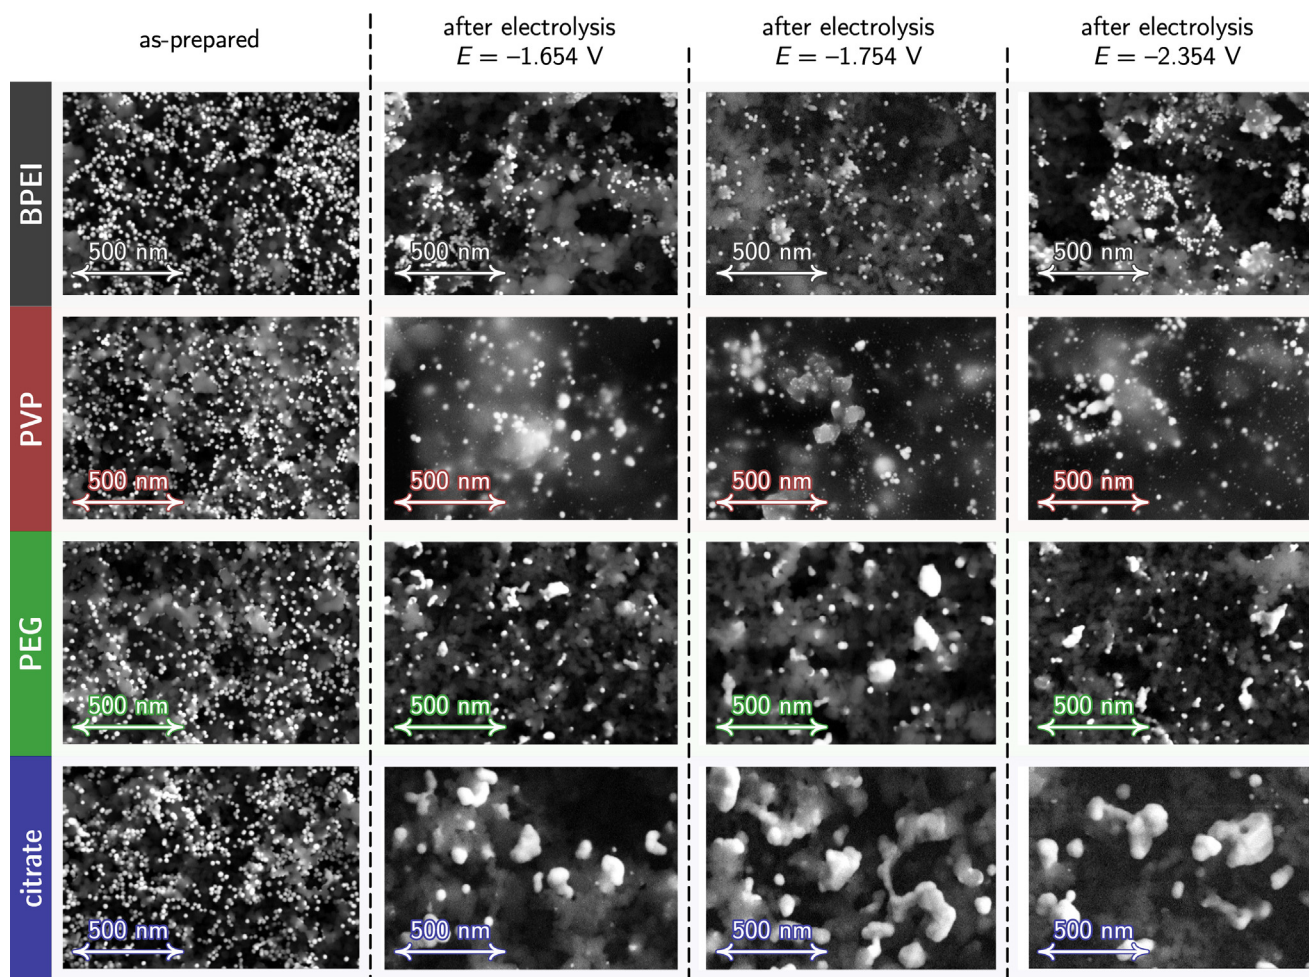 as-prepared
after electrolysis
E = –1.654 V
after electrolysis
E = –1.754 V
after electrolysis
E = –2.354 V
BPEI
500 nm
500 nm
500 nm
500 nm
PVP
500 nm
500 nm
500 nm
500 nm
PEG
500 nm
500 nm
500 nm
500 nm
citrate
500 nm
500 nm
500 nm
500 nm